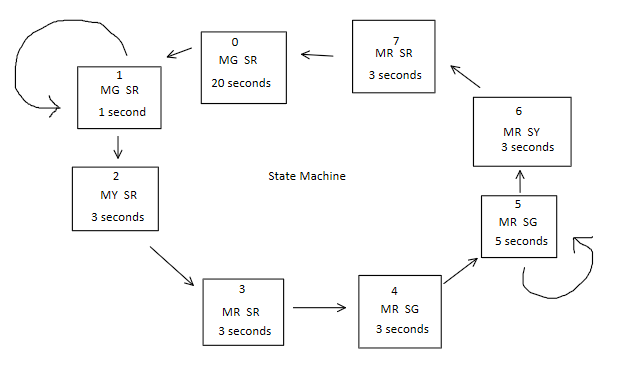 0
MG SR
20 seconds
7
MR SR
3 seconds
1
MG SR
1 second
6
MR SY
3 seconds
2
MY SR
3 seconds
State Machine
5
MR SG
5 seconds
3
MR SR
3 seconds
4
MR SG
3 seconds